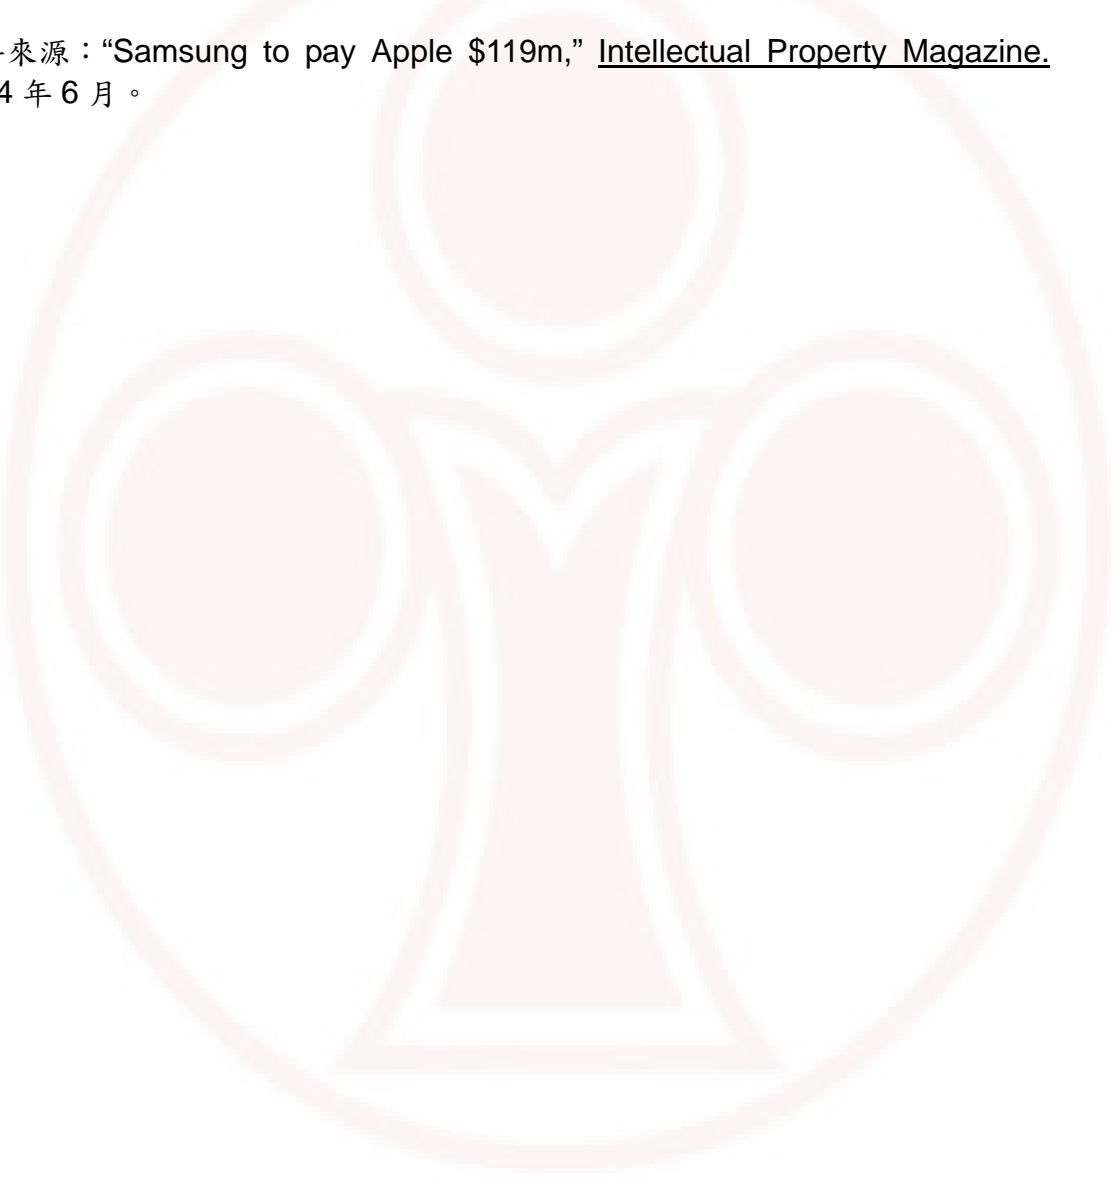 來源：“Samsung to pay Apple $119m,” Intellectual Property Magazine.
4 年 6 月。